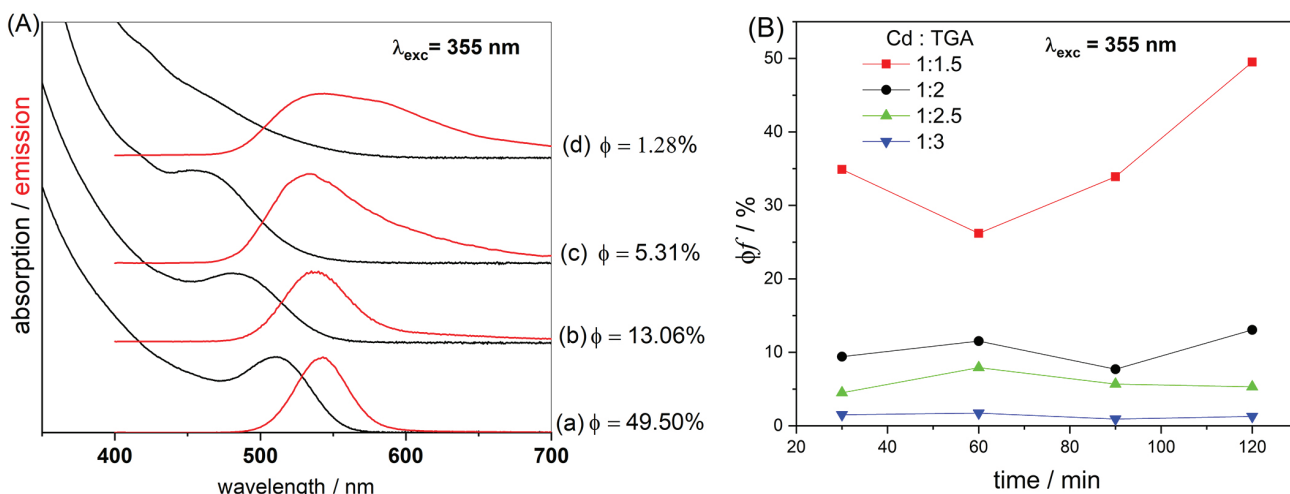 (A)
λexc= 355 nm
(d) ϕ = 1.28%
(c) ϕ = 5.31%
(b) ϕ = 13.06%
(a) ϕ = 49.50%
absorption / emission
400 500 600 700
wavelength / nm
(B)
Cd : TGA
λexc = 355 nm
1:1.5
1:2
1:2.5
1:3
50
40
30
20
10
0
ϕf / %
20 40 60 80 100 120
time / min